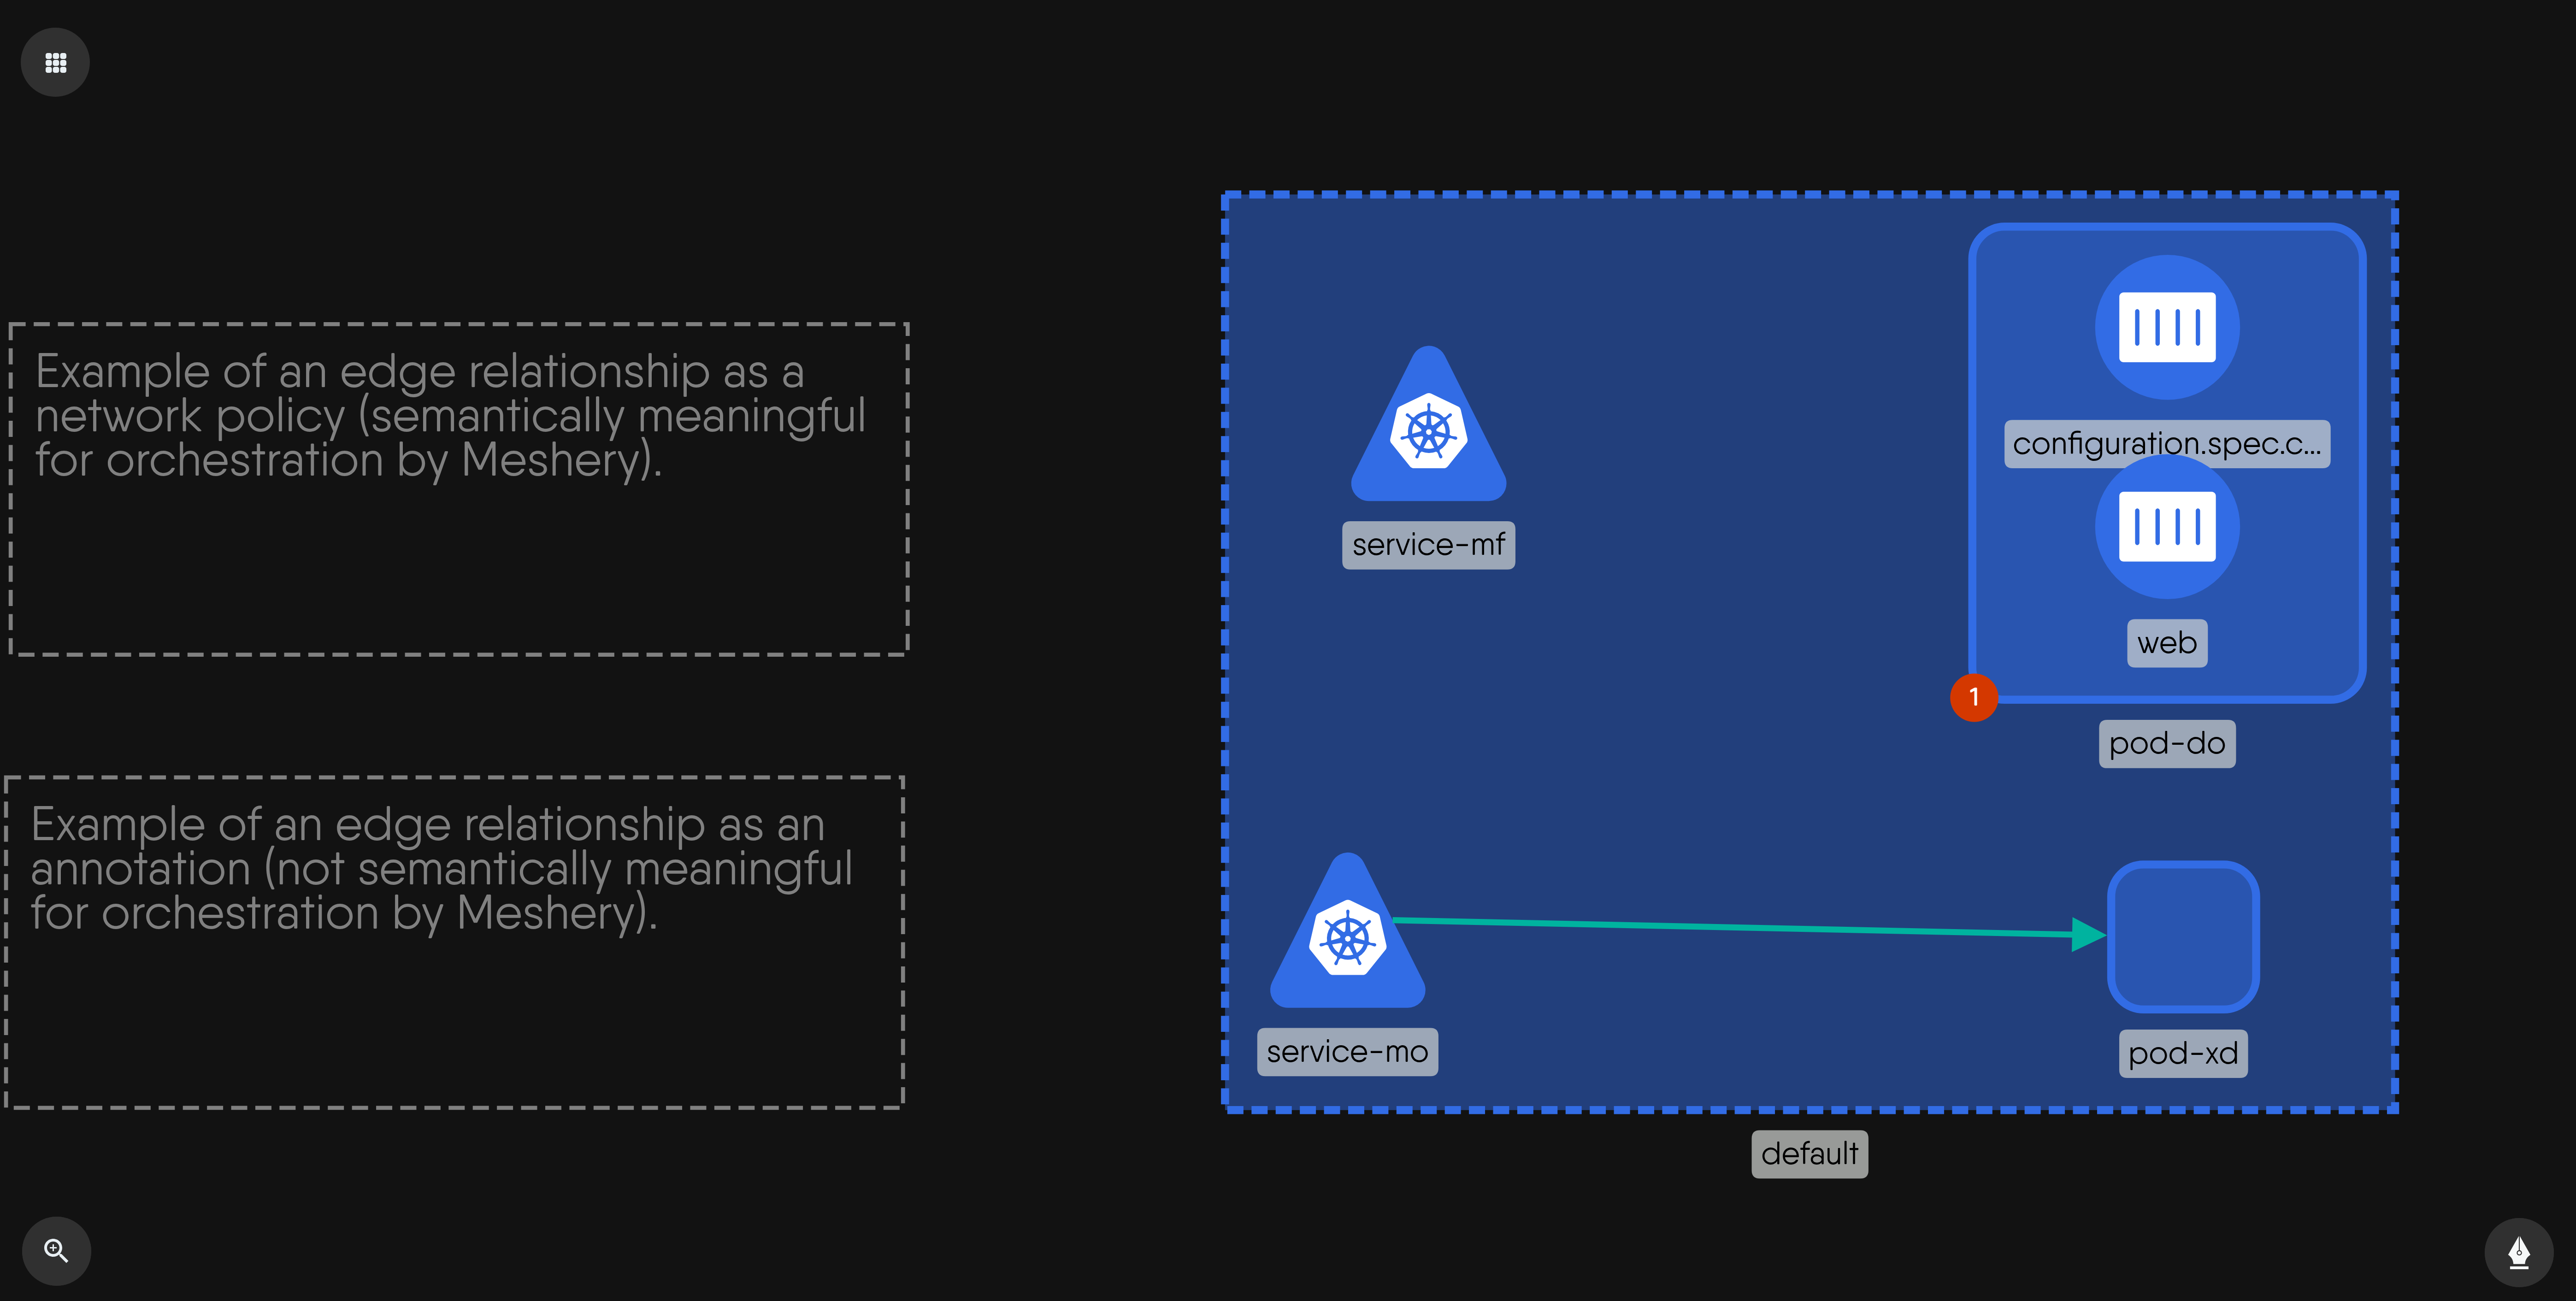 Example of an edge relationship as a
network policy (semantically meaningful
for orchestration by Meshery).
Example of an edge relationship as an
annotation (not semantically meaningful
for orchestration by Meshery).
service-mf
configuration.spec.c...
web
1
pod-do
service-mo
pod-xd
default